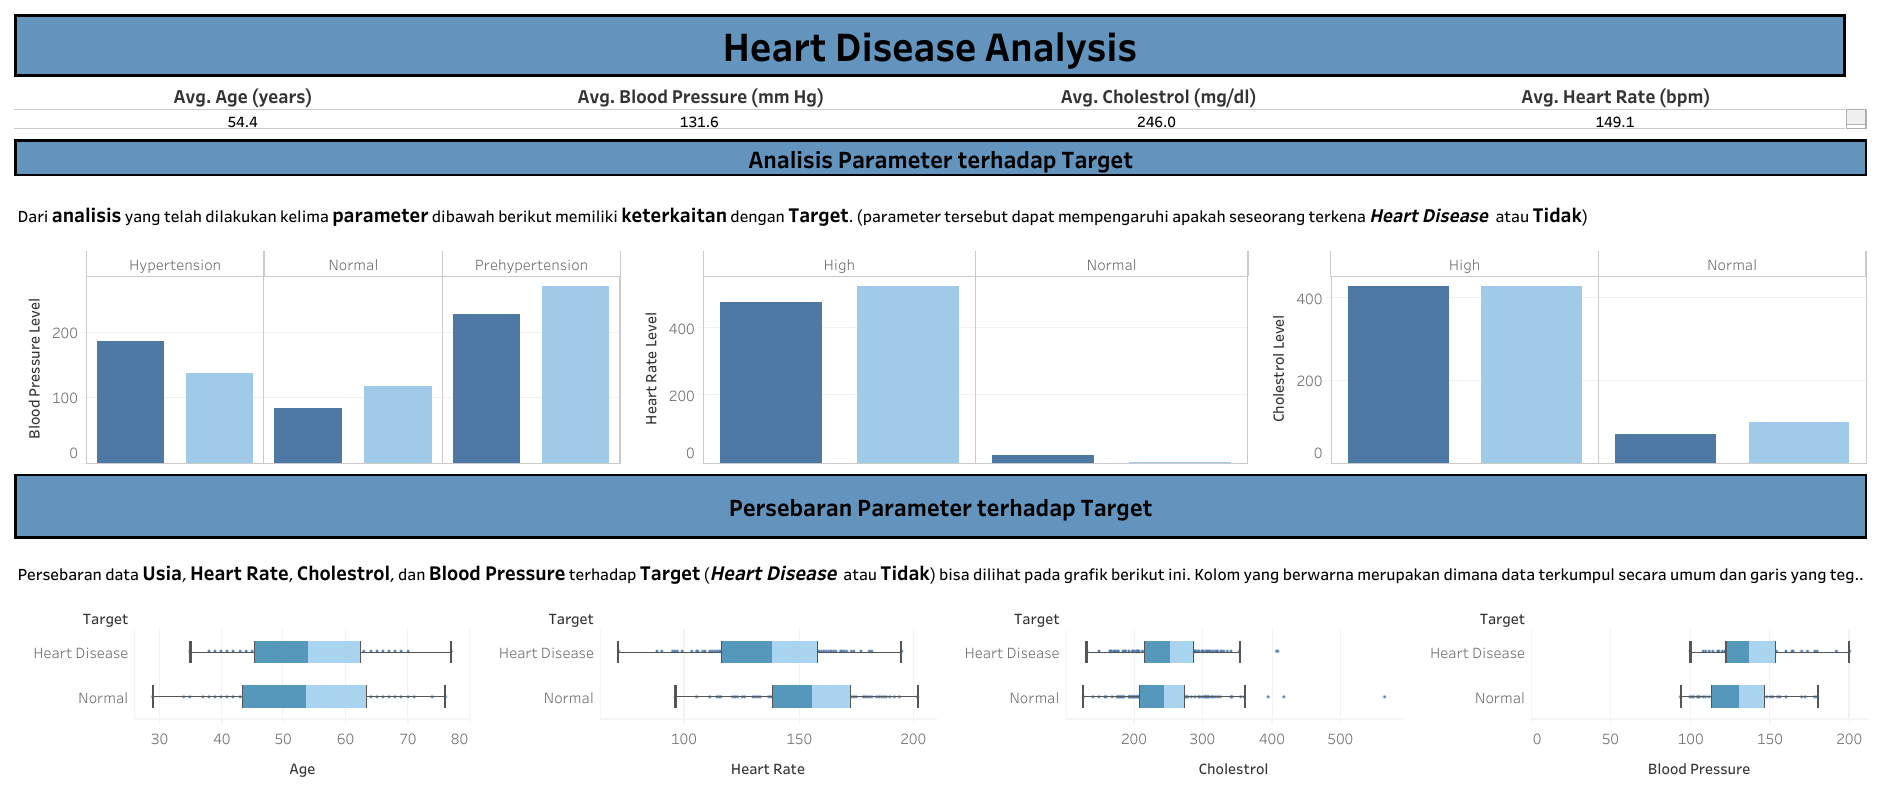 Heart Disease Analysis
Avg. Age (years) Avg. Blood Pressure (mm Hg) Avg. Cholestrol (mg/dl) Avg. Heart Rate (bpm)
54.4 131.6 246.0 149.1
Analisis Parameter terhadap Target
Dari analisis yang telah dilakukan kelima parameter dibawah berikut memiliki keterkaitan dengan Target. (parameter tersebut dapat mempengaruhi apakah seseorang terkena Heart Disease atau Tidak)
Blood Pressure Level
Hypertension Normal Prehypertension
200
100
0
Heart Rate Level
High Normal
400
200
0
Cholestrol Level
High Normal
400
200
0
Persebaran Parameter terhadap Target
Persebaran data Usia, Heart Rate, Cholestrol, dan Blood Pressure terhadap Target (Heart Disease atau Tidak) bisa dilihat pada grafik berikut ini. Kolom yang berwarna merupakan dimana data terkumpul secara umum dan garis yang teg..
Target
Heart Disease
Normal
30 40 50 60 70 80
Age
Target
Heart Disease
Normal
100 150 200
Heart Rate
Target
Heart Disease
Normal
200 300 400 500
Cholestrol
Target
Heart Disease
Normal
0 50 100 150 200
Blood Pressure